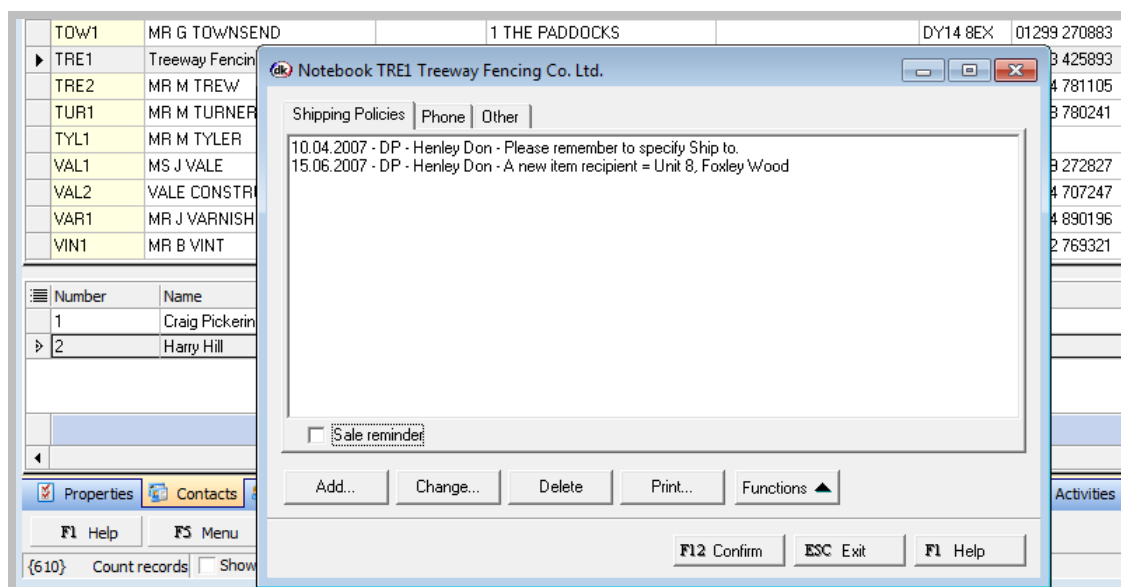 TOW1 MR G TOWNSEND 1 THE PADDOCKS DY14 8EX 01299 270883
TRE1 Treeway Fencin 3 425893
TRE2 MR M TREW 4 781105
TUR1 MR M TURNER 3 780241
TYL1 MR M TYLER
VAL1 MS J VALE 9 272827
VAL2 VALE CONSTR 4 707247
VAR1 MR J VARNISH 4 890196
VIN1 MR B VINT 2 769321
dk Notebook TRE1 Treeway Fencing Co. Ltd.
Shipping Policies Phone Other
10.04.2007 - DP - Henley Don - Please remember to specify Ship to.
15.06.2007 - DP - Henley Don - A new item recipient = Unit 8, Foxley Wood
Sale reminder
Add... Change... Delete Print... Functions
F12 Confirm ESC Exit F1 Help
Number Name
1 Craig Pickerin
2 Harry Hill
Properties Contacts Activities
F1 Help F5 Menu
{610} Count records Show